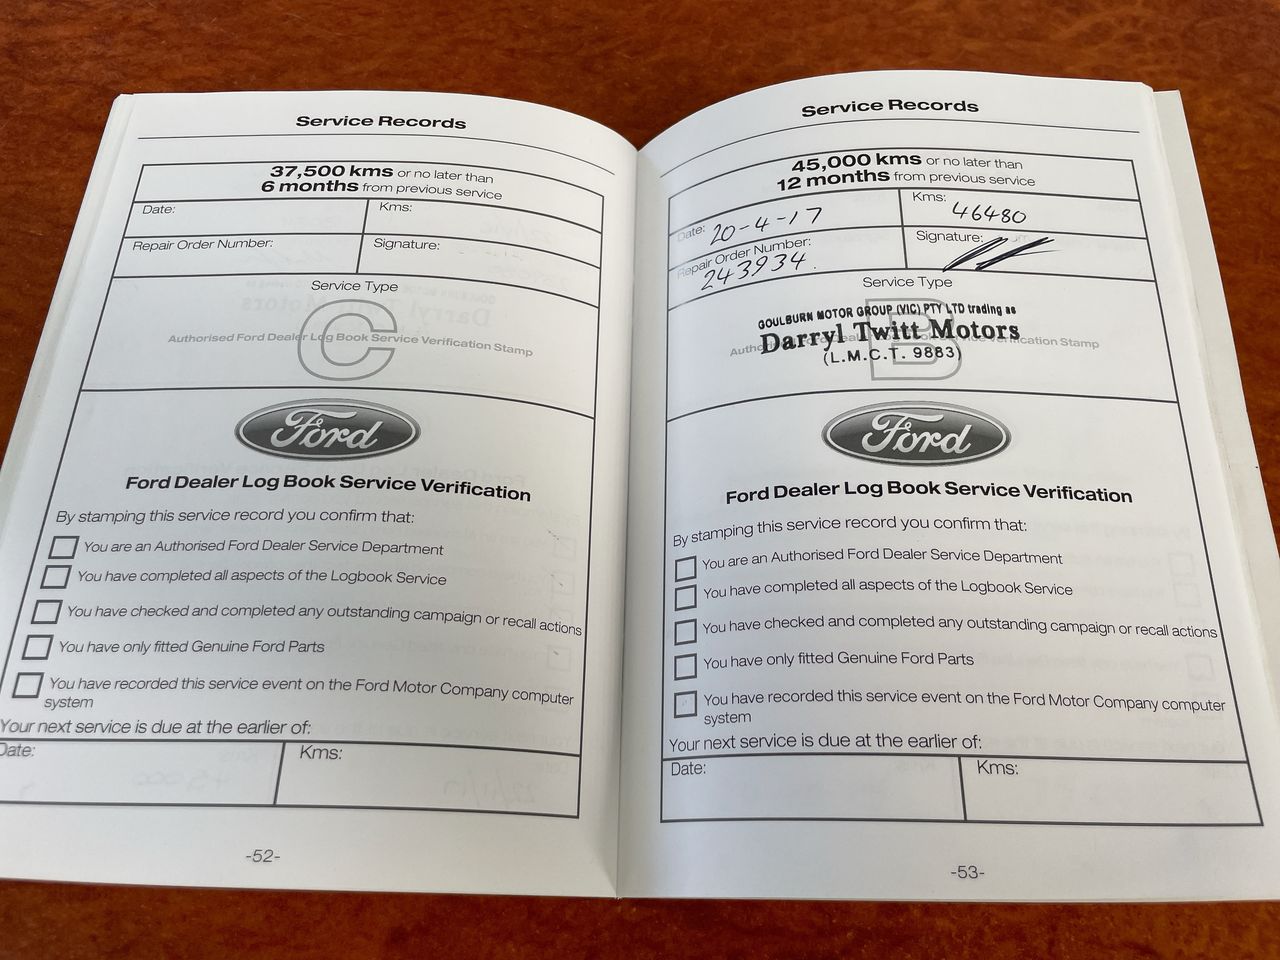 Service Records
37,500 kms or no later than
6 months from previous service
Date:
Kms:
Repair Order Number:
Signature:
Service Type
C
Authorised Ford Dealer Log Book Service Verification Stamp
Ford
Ford Dealer Log Book Service Verification
By stamping this service record you confirm that:
You are an Authorised Ford Dealer Service Department
You have completed all aspects of the Logbook Service
You have checked and completed any outstanding campaign or recall actions
You have only fitted Genuine Ford Parts
You have recorded this service event on the Ford Motor Company computer
system
Your next service is due at the earlier of:
Date:
Kms:
-52-
Service Records
45,000 kms or no later than
12 months from previous service
Date: 20-4-17
Kms: 46480
Repair Order Number: 243934.
Signature:
Service Type
B
GOULBURN MOTOR GROUP (VIC) PTY LTD trading as
Darryl Twitt Motors
(L.M.C.T. 9883)
Verification Stamp
Ford
Ford Dealer Log Book Service Verification
By stamping this service record you confirm that:
You are an Authorised Ford Dealer Service Department
You have completed all aspects of the Logbook Service
You have checked and completed any outstanding campaign or recall actions
You have only fitted Genuine Ford Parts
You have recorded this service event on the Ford Motor Company computer
system
Your next service is due at the earlier of:
Date:
Kms:
-53-